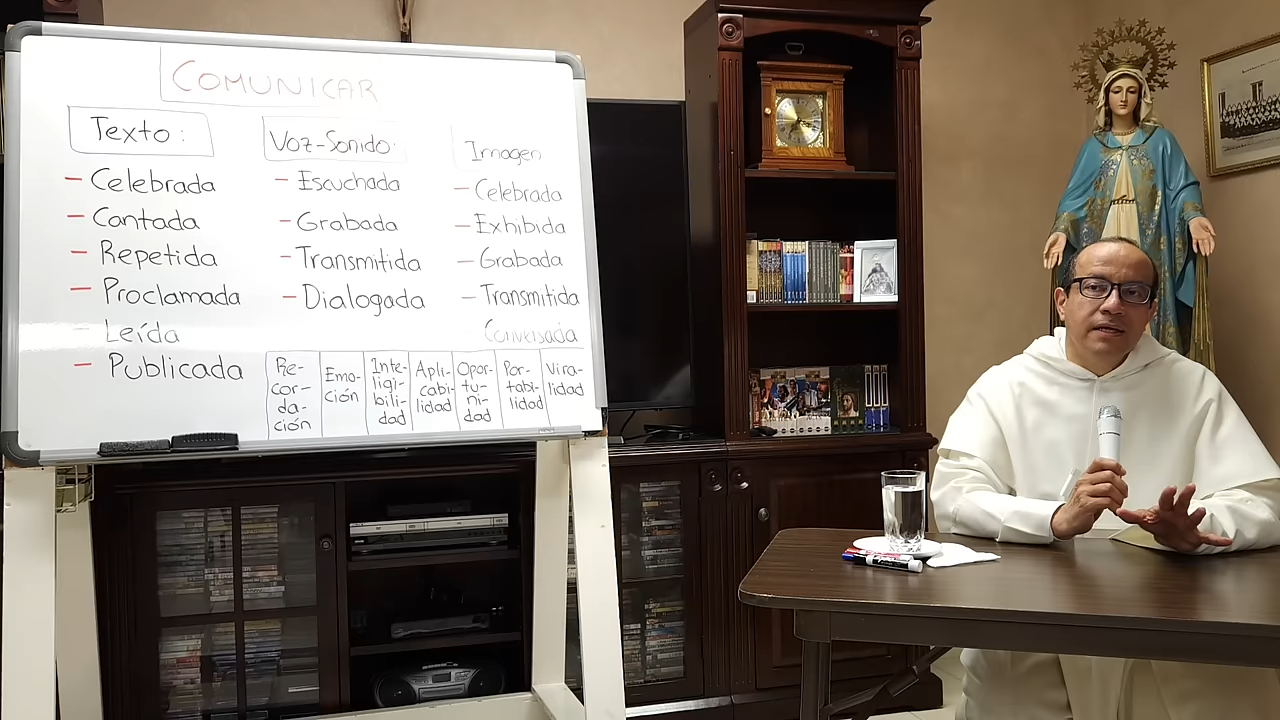 COMUNICAR
Texto:
- Celebrada
- Cantada
- Repetida
- Proclamada
- Leída
- Publicada
Voz-Sonido:
- Escuchada
- Grabada
- Transmitida
- Dialogada
Imagen
- Celebrada
- Exhibida
- Grabada
- Transmitida
Conversada
Re-
cor-
da-
ción
Emo-
ción
Inte-
ligi-
bili-
dad
Apli-
cabi-
lidad
Opor-
tu-
ni-
dad
Por-
tabi-
lidad
Vira-
lidad